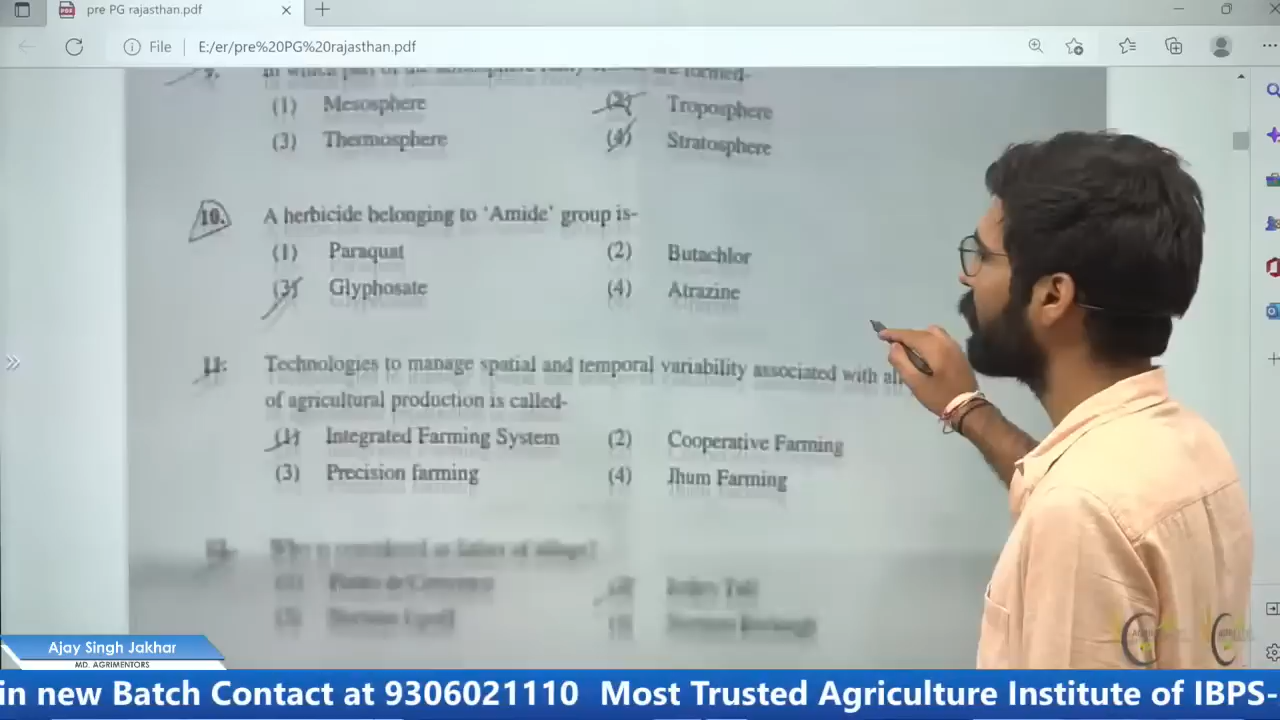 pre PG rajasthan.pdf
File E:/er/pre%20PG%20rajasthan.pdf
(1) Mesosphere (2) Troposphere
(3) Thermosphere (4) Stratosphere
10. A herbicide belonging to 'Amide' group is-
(1) Paraquat (2) Butachlor
(3) Glyphosate (4) Atrazine
11. Technologies to manage spatial and temporal variability associated with
of agricultural production is called-
(1) Integrated Farming System (2) Cooperative Farming
(3) Precision farming (4) Jhum Farming
Ajay Singh Jakhar
MD. AGRIMENTORS
in new Batch Contact at 9306021110 Most Trusted Agriculture Institute of IBPS-